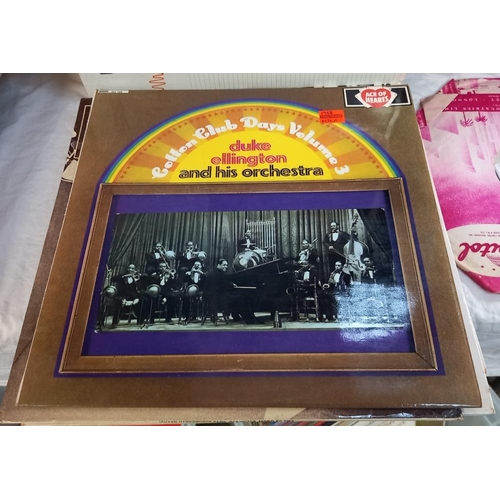 ACE OF
HEARTS
Cotton Club Days Volume 3
duke
ellington
and his orchestra